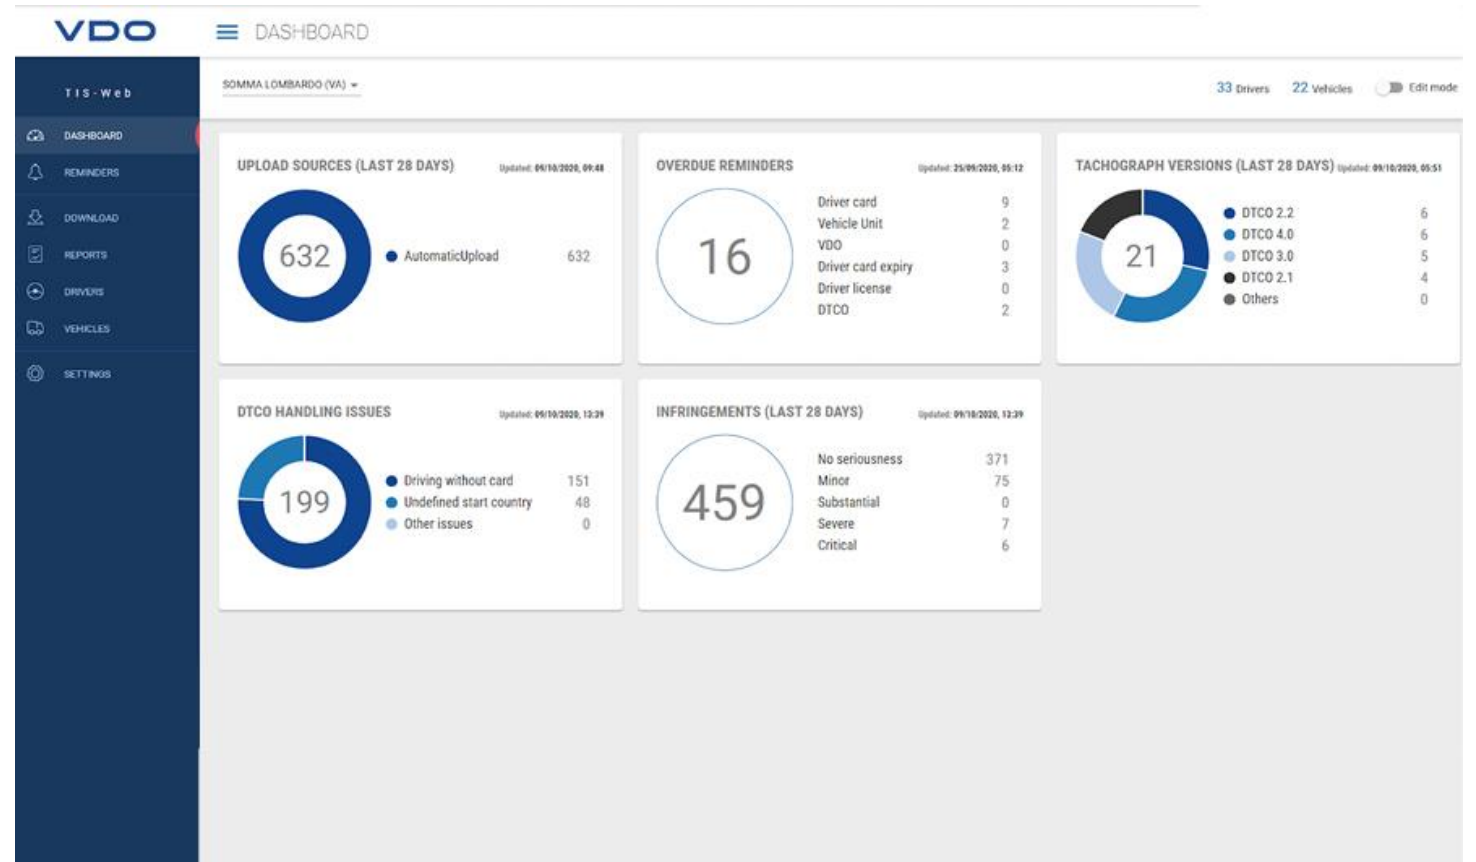 VDO
DASHBOARD
TIS-Web
SOMMA LOMBARDO (VA)
33 Drivers 22 Vehicles Edit mode
DASHBOARD
REMINDERS
DOWNLOAD
REPORTS
DRIVERS
VEHICLES
SETTINGS
UPLOAD SOURCES (LAST 28 DAYS) Updated: 09/10/2020, 09:48
632
AutomaticUpload 632
OVERDUE REMINDERS Updated: 25/09/2020, 05:12
16
Driver card 9
Vehicle Unit 2
VDO 0
Driver card expiry 3
Driver license 0
DTCO 2
TACHOGRAPH VERSIONS (LAST 28 DAYS) Updated: 09/10/2020, 05:51
21
DTCO 2.2 6
DTCO 4.0 6
DTCO 3.0 5
DTCO 2.1 4
Others 0
DTCO HANDLING ISSUES Updated: 09/10/2020, 13:39
199
Driving without card 151
Undefined start country 48
Other issues 0
INFRINGEMENTS (LAST 28 DAYS) Updated: 09/10/2020, 13:39
459
No seriousness 371
Minor 75
Substantial 0
Severe 7
Critical 6